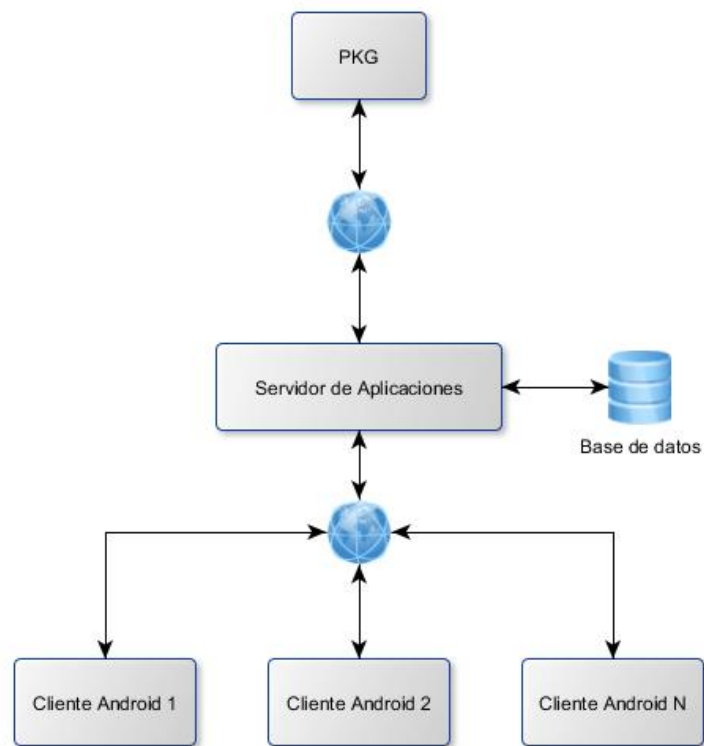 PKG
Servidor de Aplicaciones
Base de datos
Cliente Android 1
Cliente Android 2
Cliente Android N